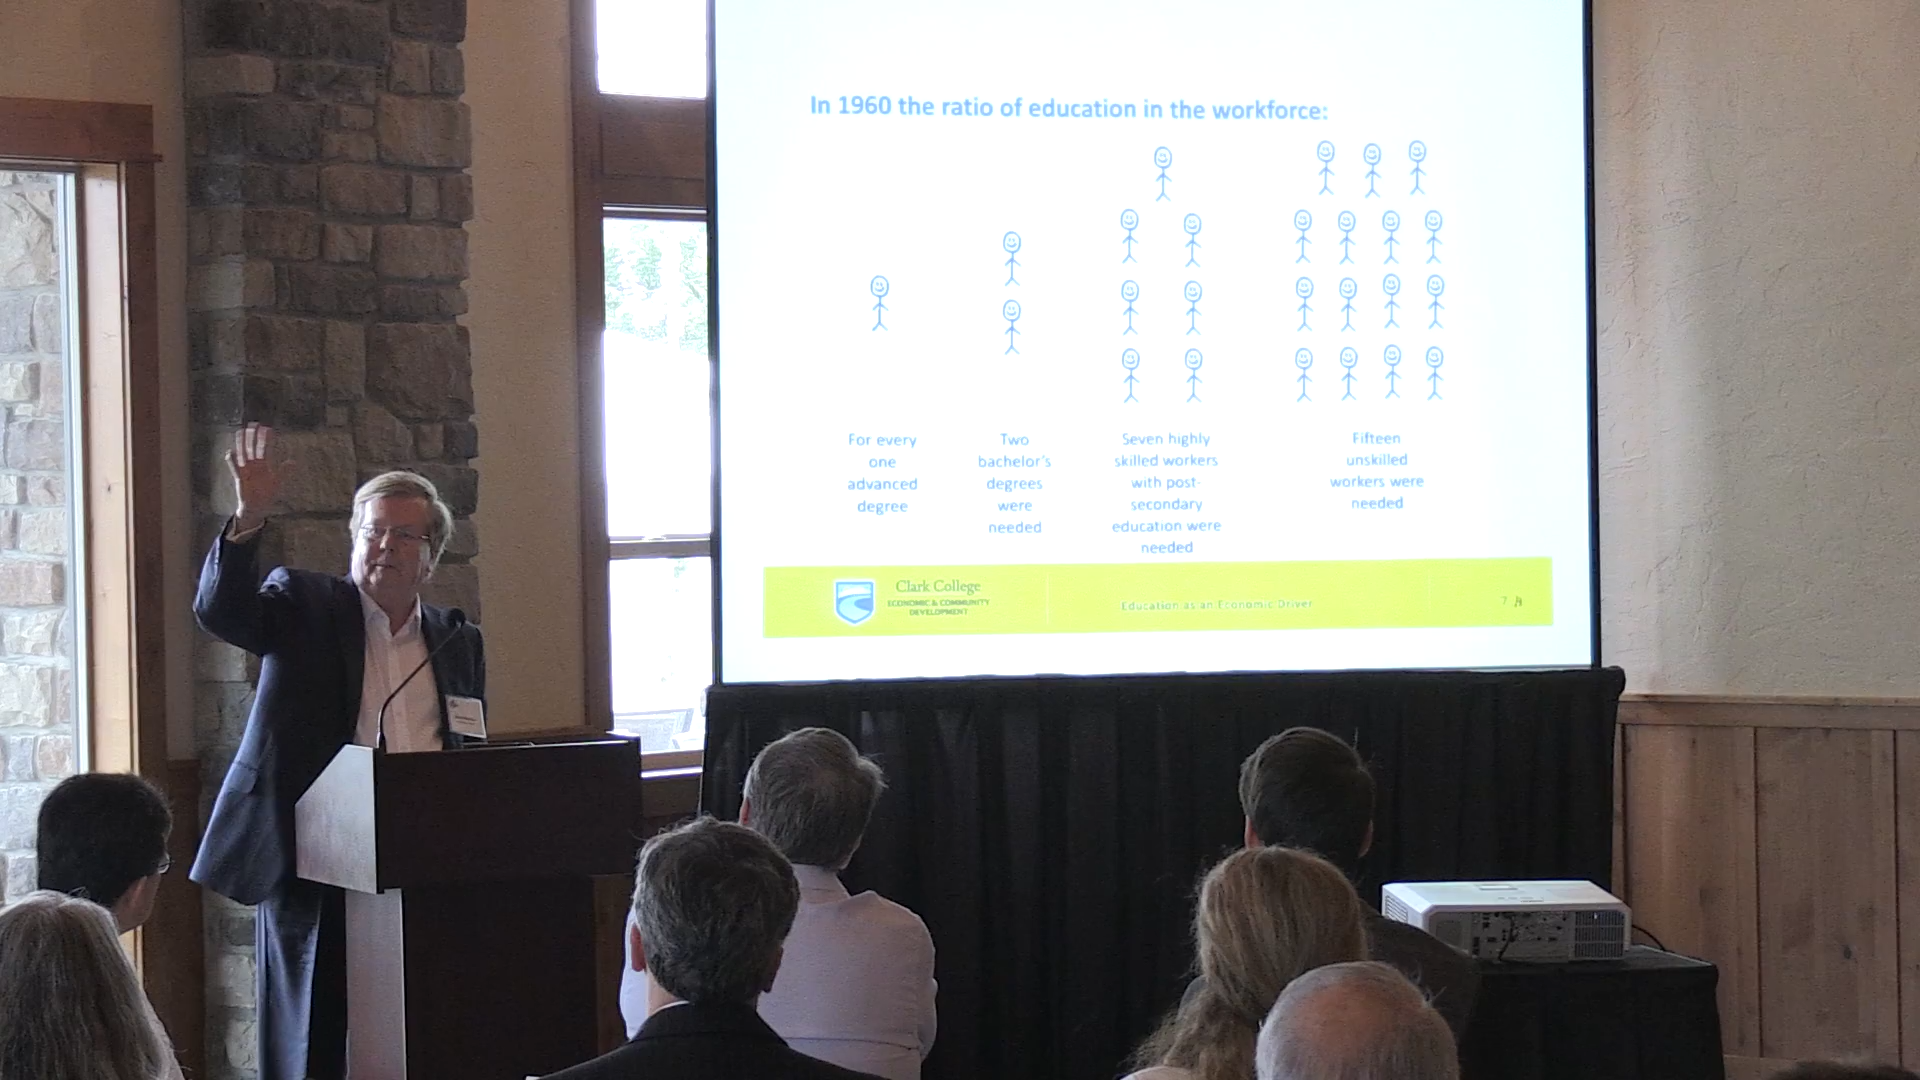 In 1960 the ratio of education in the workforce:
For every
one
advanced
degree
Two
bachelor's
degrees
were
needed
Seven highly
skilled workers
with post-
secondary
education were
needed
Fifteen
unskilled
workers were
needed
Clark College
ECONOMIC & COMMUNITY
DEVELOPMENT
Education as an Economic Driver
7